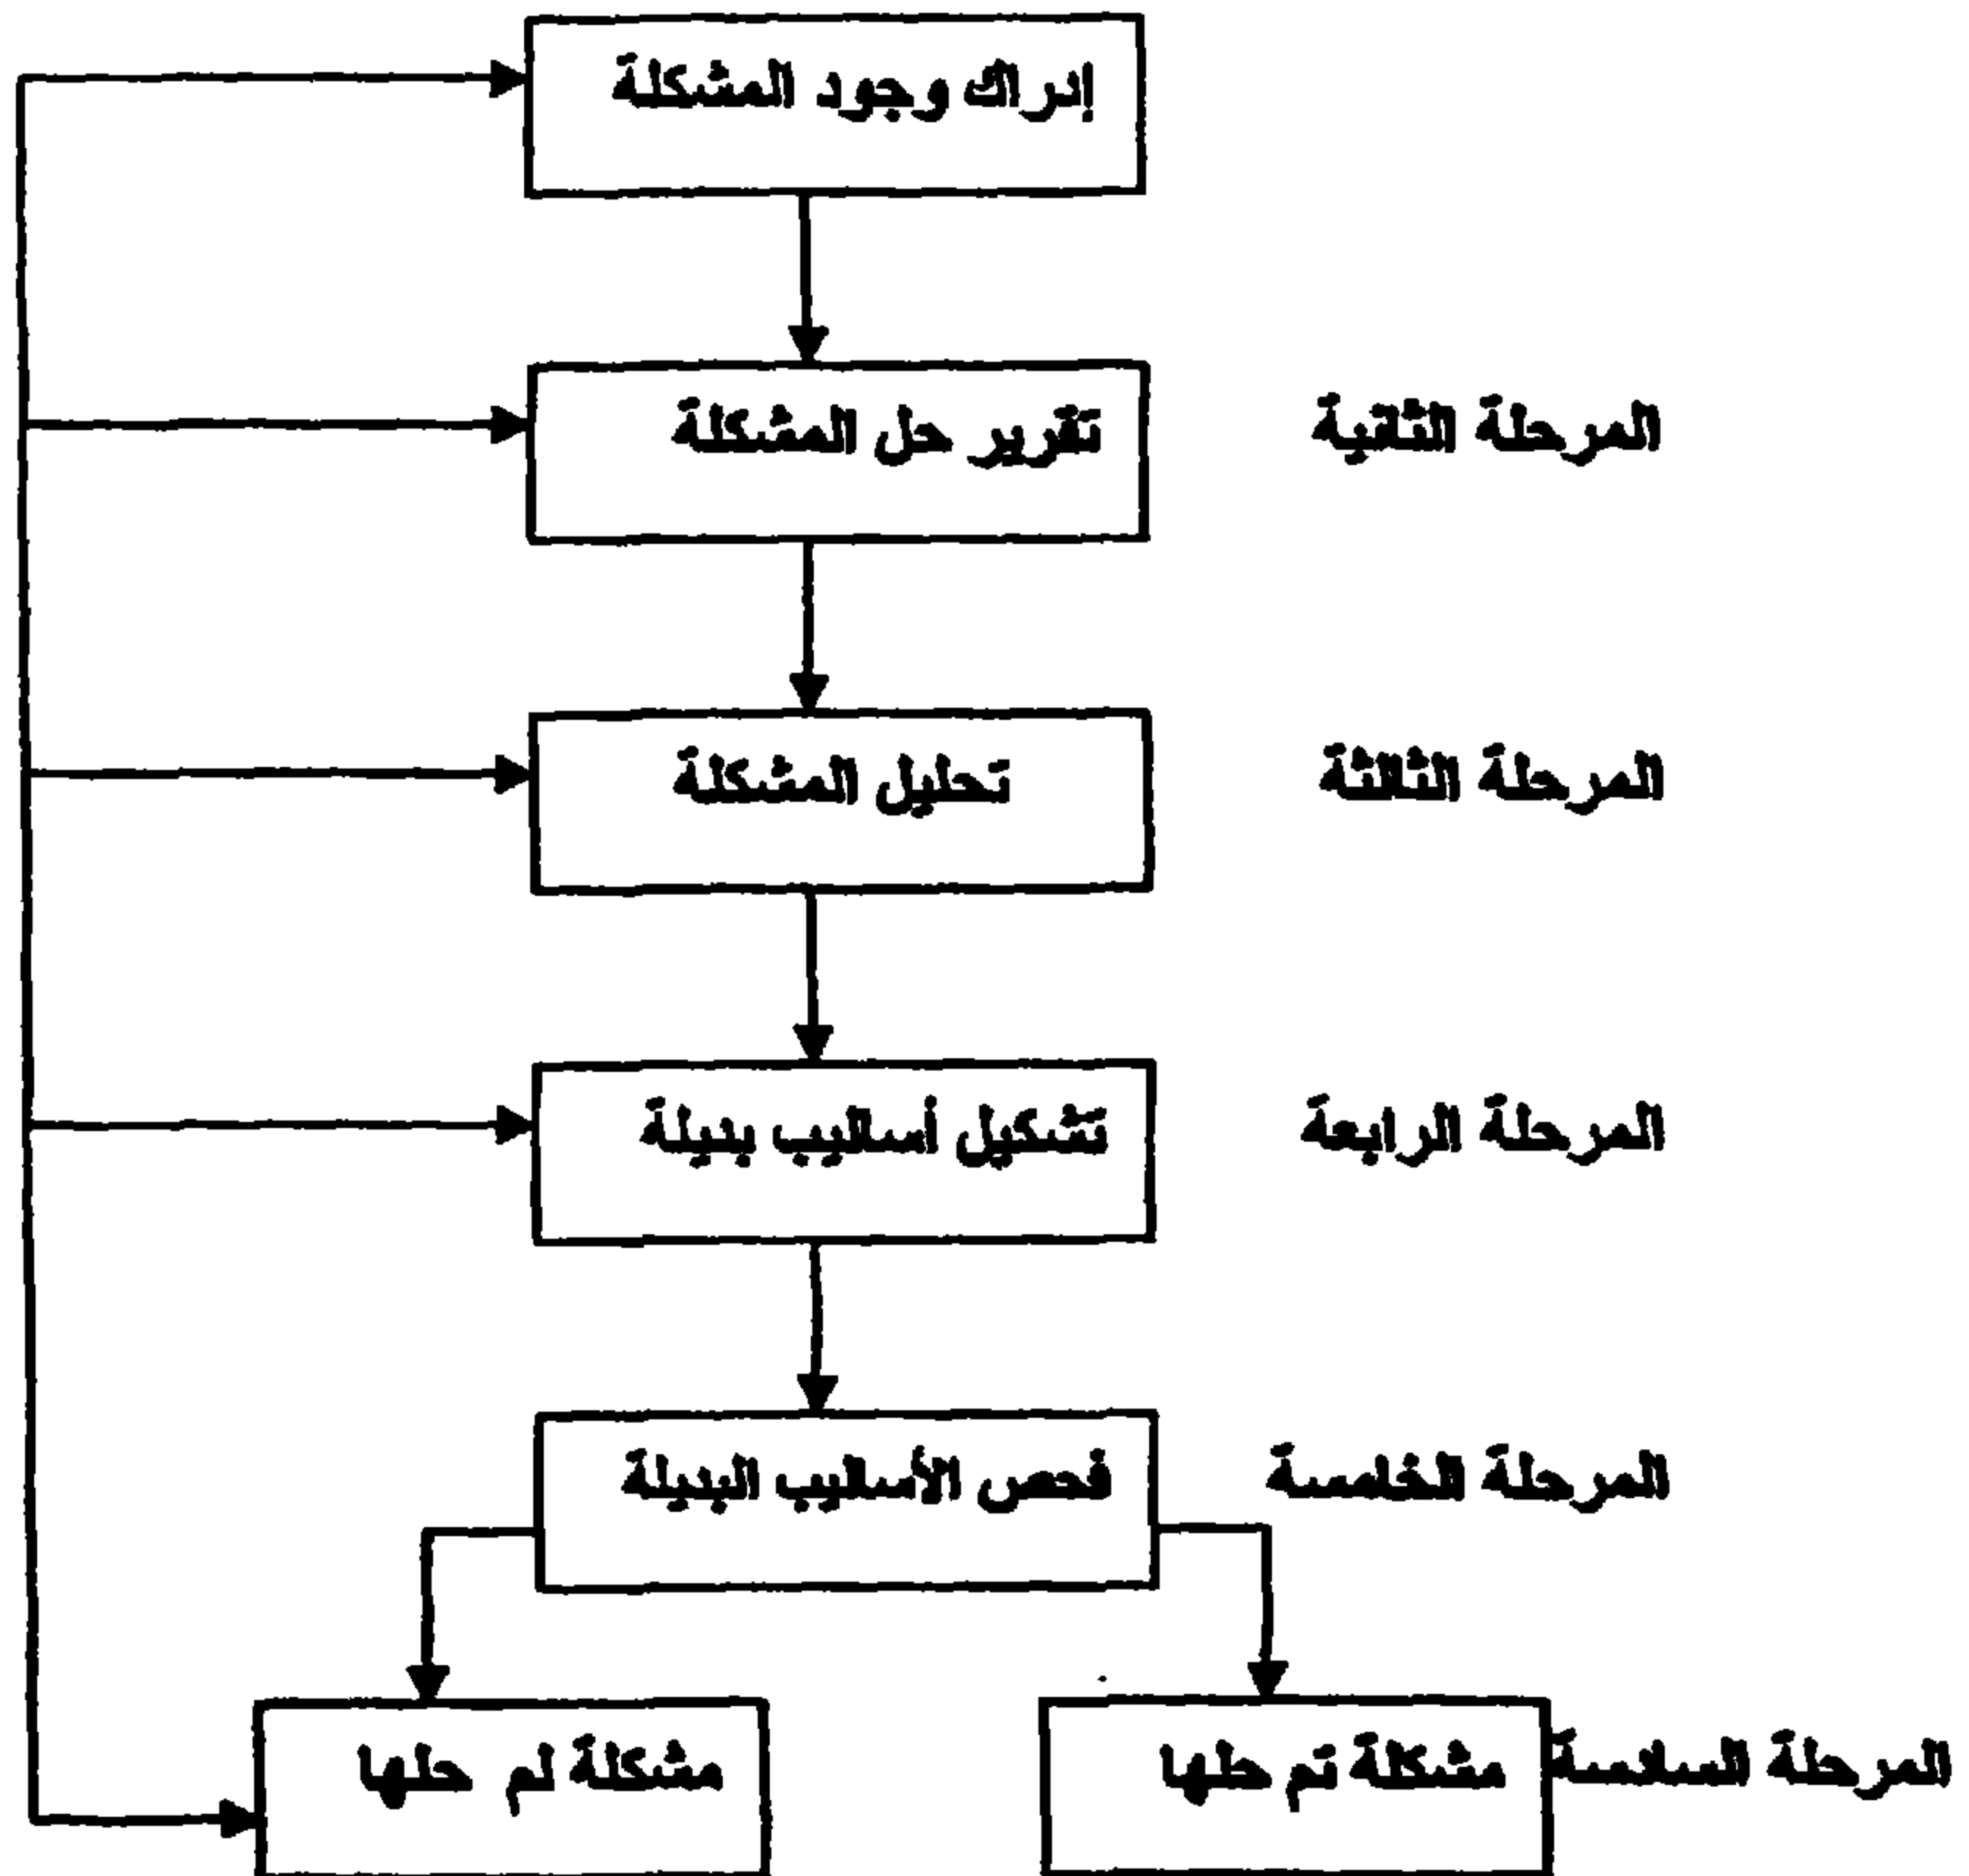 إدراك وجود المشكلة
المرحلة الثانية
تقرير حل المشكلة
المرحلة الثالثة
تحليل المشكلة
المرحلة الرابعة
تشكيل أساليب بديلة
المرحلة الخامسة
فحص الأساليب البديلة
المرحلة السادسة
مشكلة تم حلها
مشكلة لم حلها